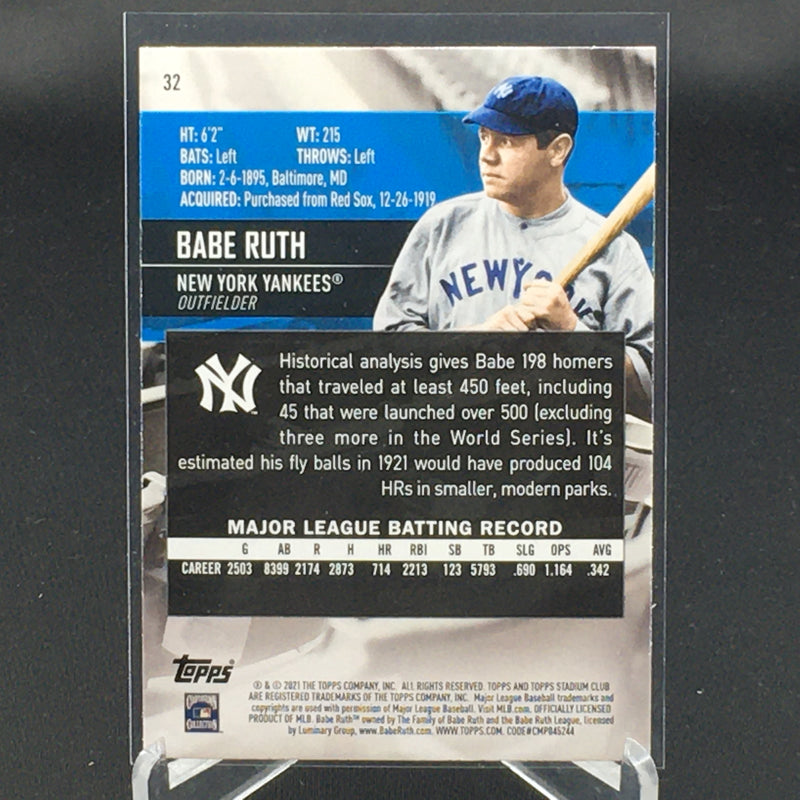 32
HT: 6'2" WT: 215
BATS: Left THROWS: Left
BORN: 2-6-1895, Baltimore, MD
ACQUIRED: Purchased from Red Sox, 12-26-1919
BABE RUTH
NEW YORK YANKEES®
OUTFIELDER
NEW YO
NY
Historical analysis gives Babe 198 homers
that traveled at least 450 feet, including
45 that were launched over 500 (excluding
three more in the World Series). It's
estimated his fly balls in 1921 would have produced 104
HRs in smaller, modern parks.
MAJOR LEAGUE BATTING RECORD
G AB R H HR RBI SB TB SLG OPS AVG
CAREER 2503 8399 2174 2873 714 2213 123 5793 .690 1.164 .342
Topps
® & © 2021 THE TOPPS COMPANY, INC. ALL RIGHTS RESERVED. TOPPS AND TOPPS STADIUM CLUB
ARE REGISTERED TRADEMARKS OF THE TOPPS COMPANY, INC. Major League Baseball trademarks and
copyrights are used with permission of Major League Baseball. Visit MLB.com. OFFICIALLY LICENSED
PRODUCT OF MLB. Babe Ruth™ owned by The Family of Babe Ruth and the Babe Ruth League, licensed
by Luminary Group, www.BabeRuth.com. WWW.TOPPS.COM. CODE#CMP045244
COOPERSTOWN
COLLECTION